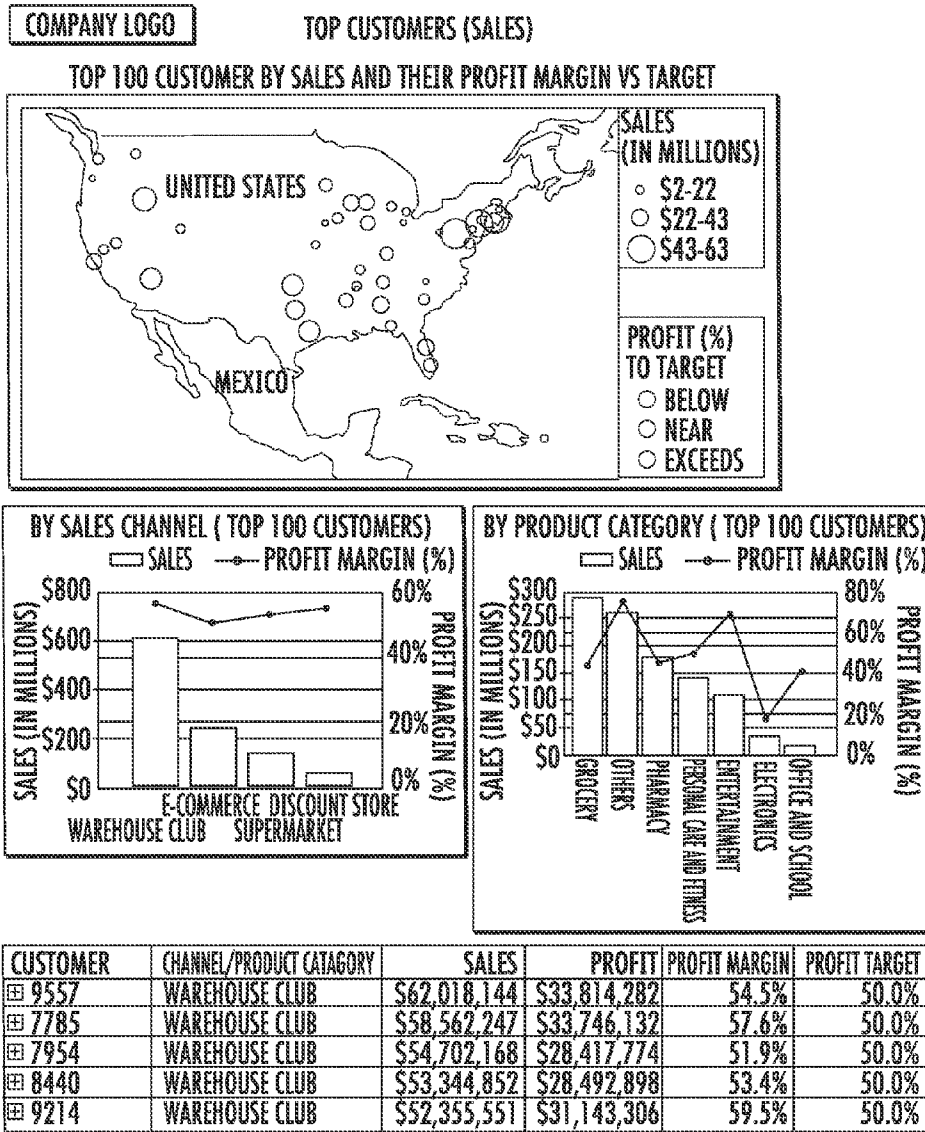 COMPANY LOGO
TOP CUSTOMERS (SALES)
TOP 100 CUSTOMER BY SALES AND THEIR PROFIT MARGIN VS TARGET
UNITED STATES
MEXICO
SALES
(IN MILLIONS)
$2-22
$22-43
$43-63
PROFIT (%)
TO TARGET
BELOW
NEAR
EXCEEDS
BY SALES CHANNEL ( TOP 100 CUSTOMERS)
SALES PROFIT MARGIN (%)
SALES (IN MILLIONS)
$800
$600
$400
$200
$0
60%
40%
20%
0%
PROFIT MARGIN (%)
E-COMMERCE DISCOUNT STORE
WAREHOUSE CLUB SUPERMARKET
BY PRODUCT CATEGORY ( TOP 100 CUSTOMERS)
SALES PROFIT MARGIN (%)
SALES (IN MILLIONS)
$300
$250
$200
$150
$100
$50
$0
80%
60%
40%
20%
0%
PROFIT MARGIN (%)
GROCERY
OTHERS
PHARMACY
PERSONAL CARE AND FITNESS
ENTERTAINMENT
ELECTRONICS
OFFICE AND SCHOOL
CUSTOMER CHANNEL/PRODUCT CATAGORY SALES PROFIT PROFIT MARGIN PROFIT TARGET
9557 WAREHOUSE CLUB $62,018,144 $33,814,282 54.5% 50.0%
7785 WAREHOUSE CLUB $58,562,247 $33,746,132 57.6% 50.0%
7954 WAREHOUSE CLUB $54,702,168 $28,417,774 51.9% 50.0%
8440 WAREHOUSE CLUB $53,344,852 $28,492,898 53.4% 50.0%
9214 WAREHOUSE CLUB $52,355,551 $31,143,306 59.5% 50.0%